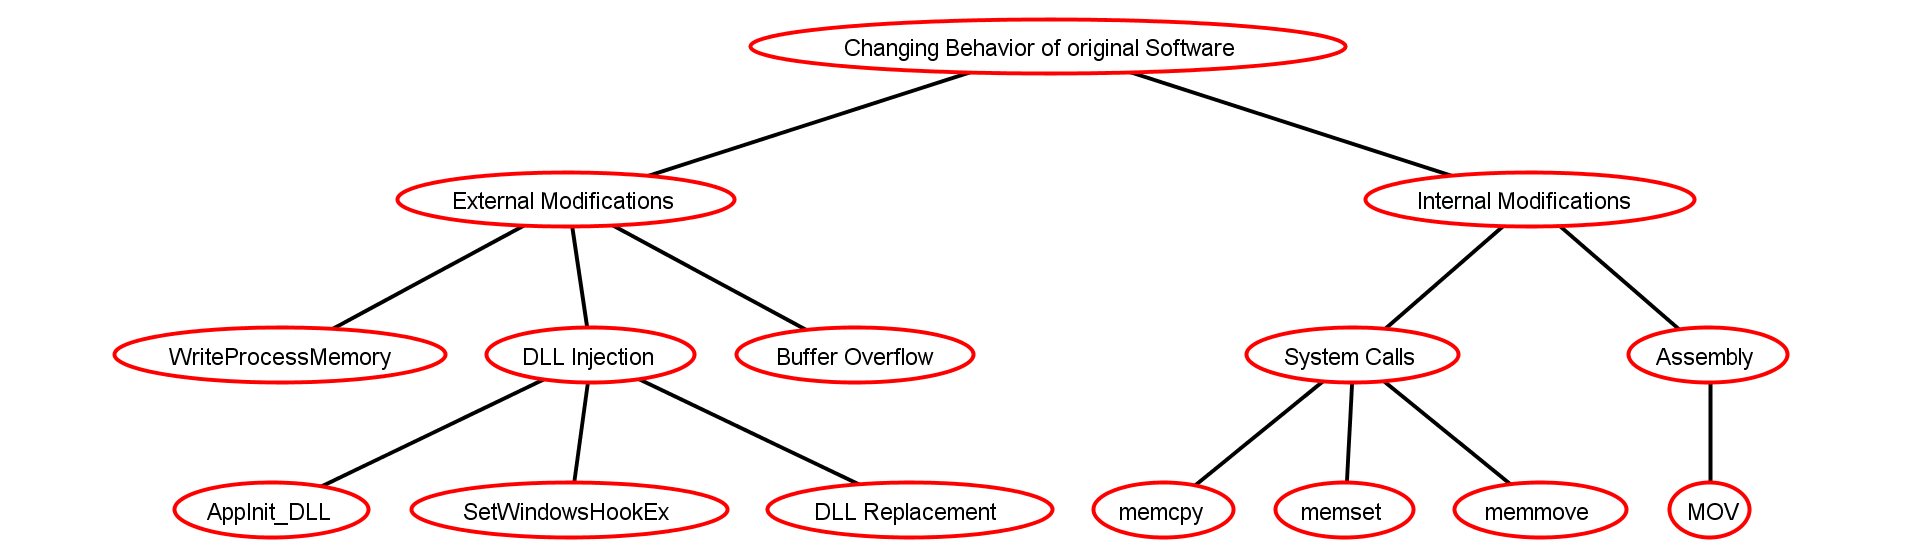 Changing Behavior of original Software
External Modifications
Internal Modifications
WriteProcessMemory
DLL Injection
Buffer Overflow
System Calls
Assembly
AppInit_DLL
SetWindowsHookEx
DLL Replacement
memcpy
memset
memmove
MOV